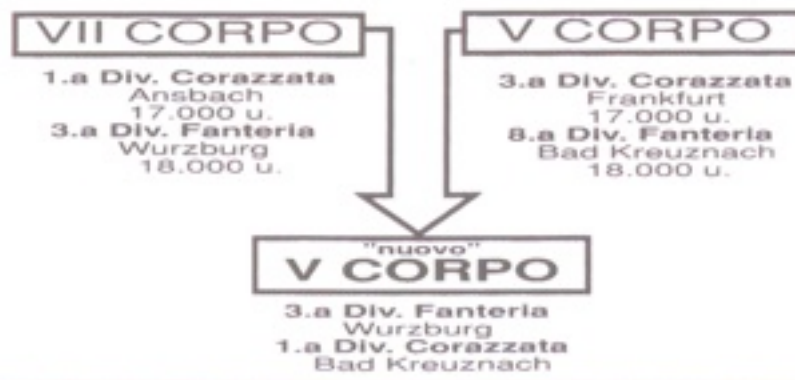 VII CORPO
1.a Div. Corazzata
Ansbach
17.000 u.
3.a Div. Fanteria
Wurzburg
18.000 u.
V CORPO
3.a Div. Corazzata
Frankfurt
17.000 u.
8.a Div. Fanteria
Bad Kreuznach
18.000 u.
"nuovo"
V CORPO
3.a Div. Fanteria
Wurzburg
1.a Div. Corazzata
Bad Kreuznach